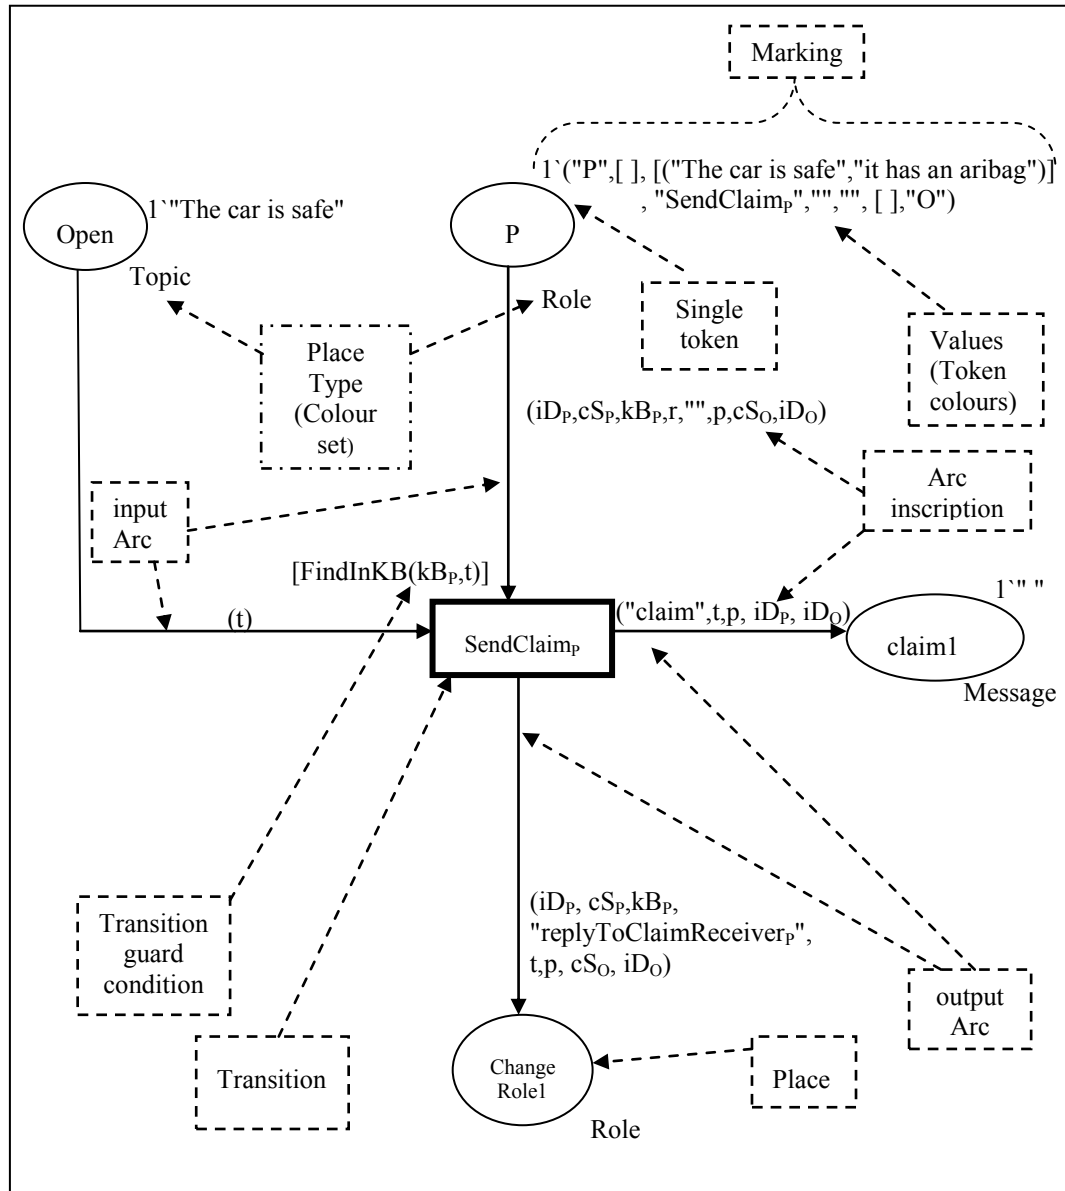 Marking
1`("P",[ ], [("The car is safe","it has an aribag")]
, "SendClaimP","","", [ ],"O")
1`"The car is safe"
Open
P
Topic
Role
Single
token
Place
Type
(Colour
set)
Values
(Token
colours)
(iDP,cSP,kBP,r,"",p,cSO,iDO)
input
Arc
Arc
inscription
[FindInKB(kBP,t)]
(t)
SendClaimP
("claim",t,p, iDP, iDO)
1`" "
claim1
Message
(iDP, cSP,kBP,
"replyToClaimReceiverP",
t,p, cSO, iDO)
Transition
guard
condition
output
Arc
Transition
Change
Role1
Place
Role